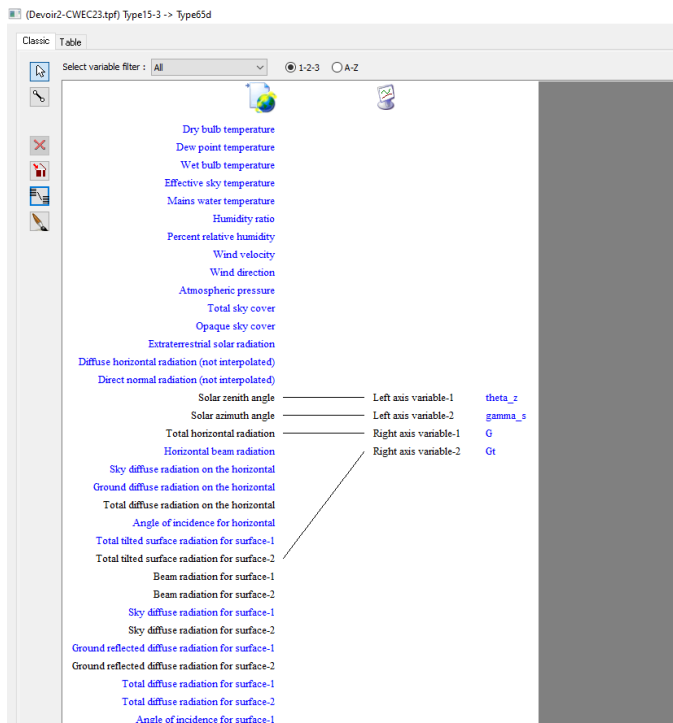 (Devoir2-CWEC23.tpf) Type15-3 -> Type65d
Classic Table
Select variable filter : All 1-2-3 A-Z
Dry bulb temperature
Dew point temperature
Wet bulb temperature
Effective sky temperature
Mains water temperature
Humidity ratio
Percent relative humidity
Wind velocity
Wind direction
Atmospheric pressure
Total sky cover
Opaque sky cover
Extraterrestrial solar radiation
Diffuse horizontal radiation (not interpolated)
Direct normal radiation (not interpolated)
Solar zenith angle Left axis variable-1 theta_z
Solar azimuth angle Left axis variable-2 gamma_s
Total horizontal radiation Right axis variable-1 G
Horizontal beam radiation Right axis variable-2 Gt
Sky diffuse radiation on the horizontal
Ground diffuse radiation on the horizontal
Total diffuse radiation on the horizontal
Angle of incidence for horizontal
Total tilted surface radiation for surface-1
Total tilted surface radiation for surface-2
Beam radiation for surface-1
Beam radiation for surface-2
Sky diffuse radiation for surface-1
Sky diffuse radiation for surface-2
Ground reflected diffuse radiation for surface-1
Ground reflected diffuse radiation for surface-2
Total diffuse radiation for surface-1
Total diffuse radiation for surface-2
Angle of incidence for surface-1